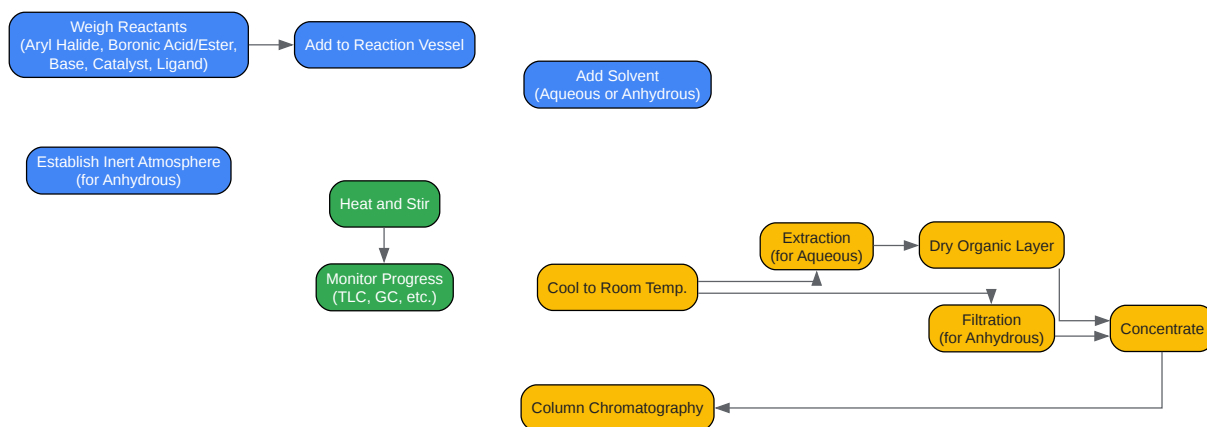 Weigh Reactants
(Aryl Halide, Boronic Acid/Ester,
Base, Catalyst, Ligand)
Add to Reaction Vessel
Add Solvent
(Aqueous or Anhydrous)
Establish Inert Atmosphere
(for Anhydrous)
Heat and Stir
Monitor Progress
(TLC, GC, etc.)
Cool to Room Temp.
Extraction
(for Aqueous)
Dry Organic Layer
Filtration
(for Anhydrous)
Concentrate
Column Chromatography